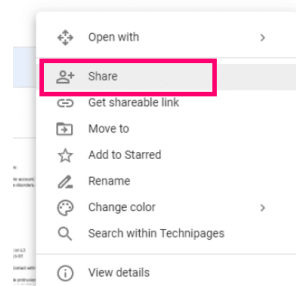 Open with
Share
Get shareable link
Move to
Add to Starred
Rename
Change color
Search within Technipages
View details